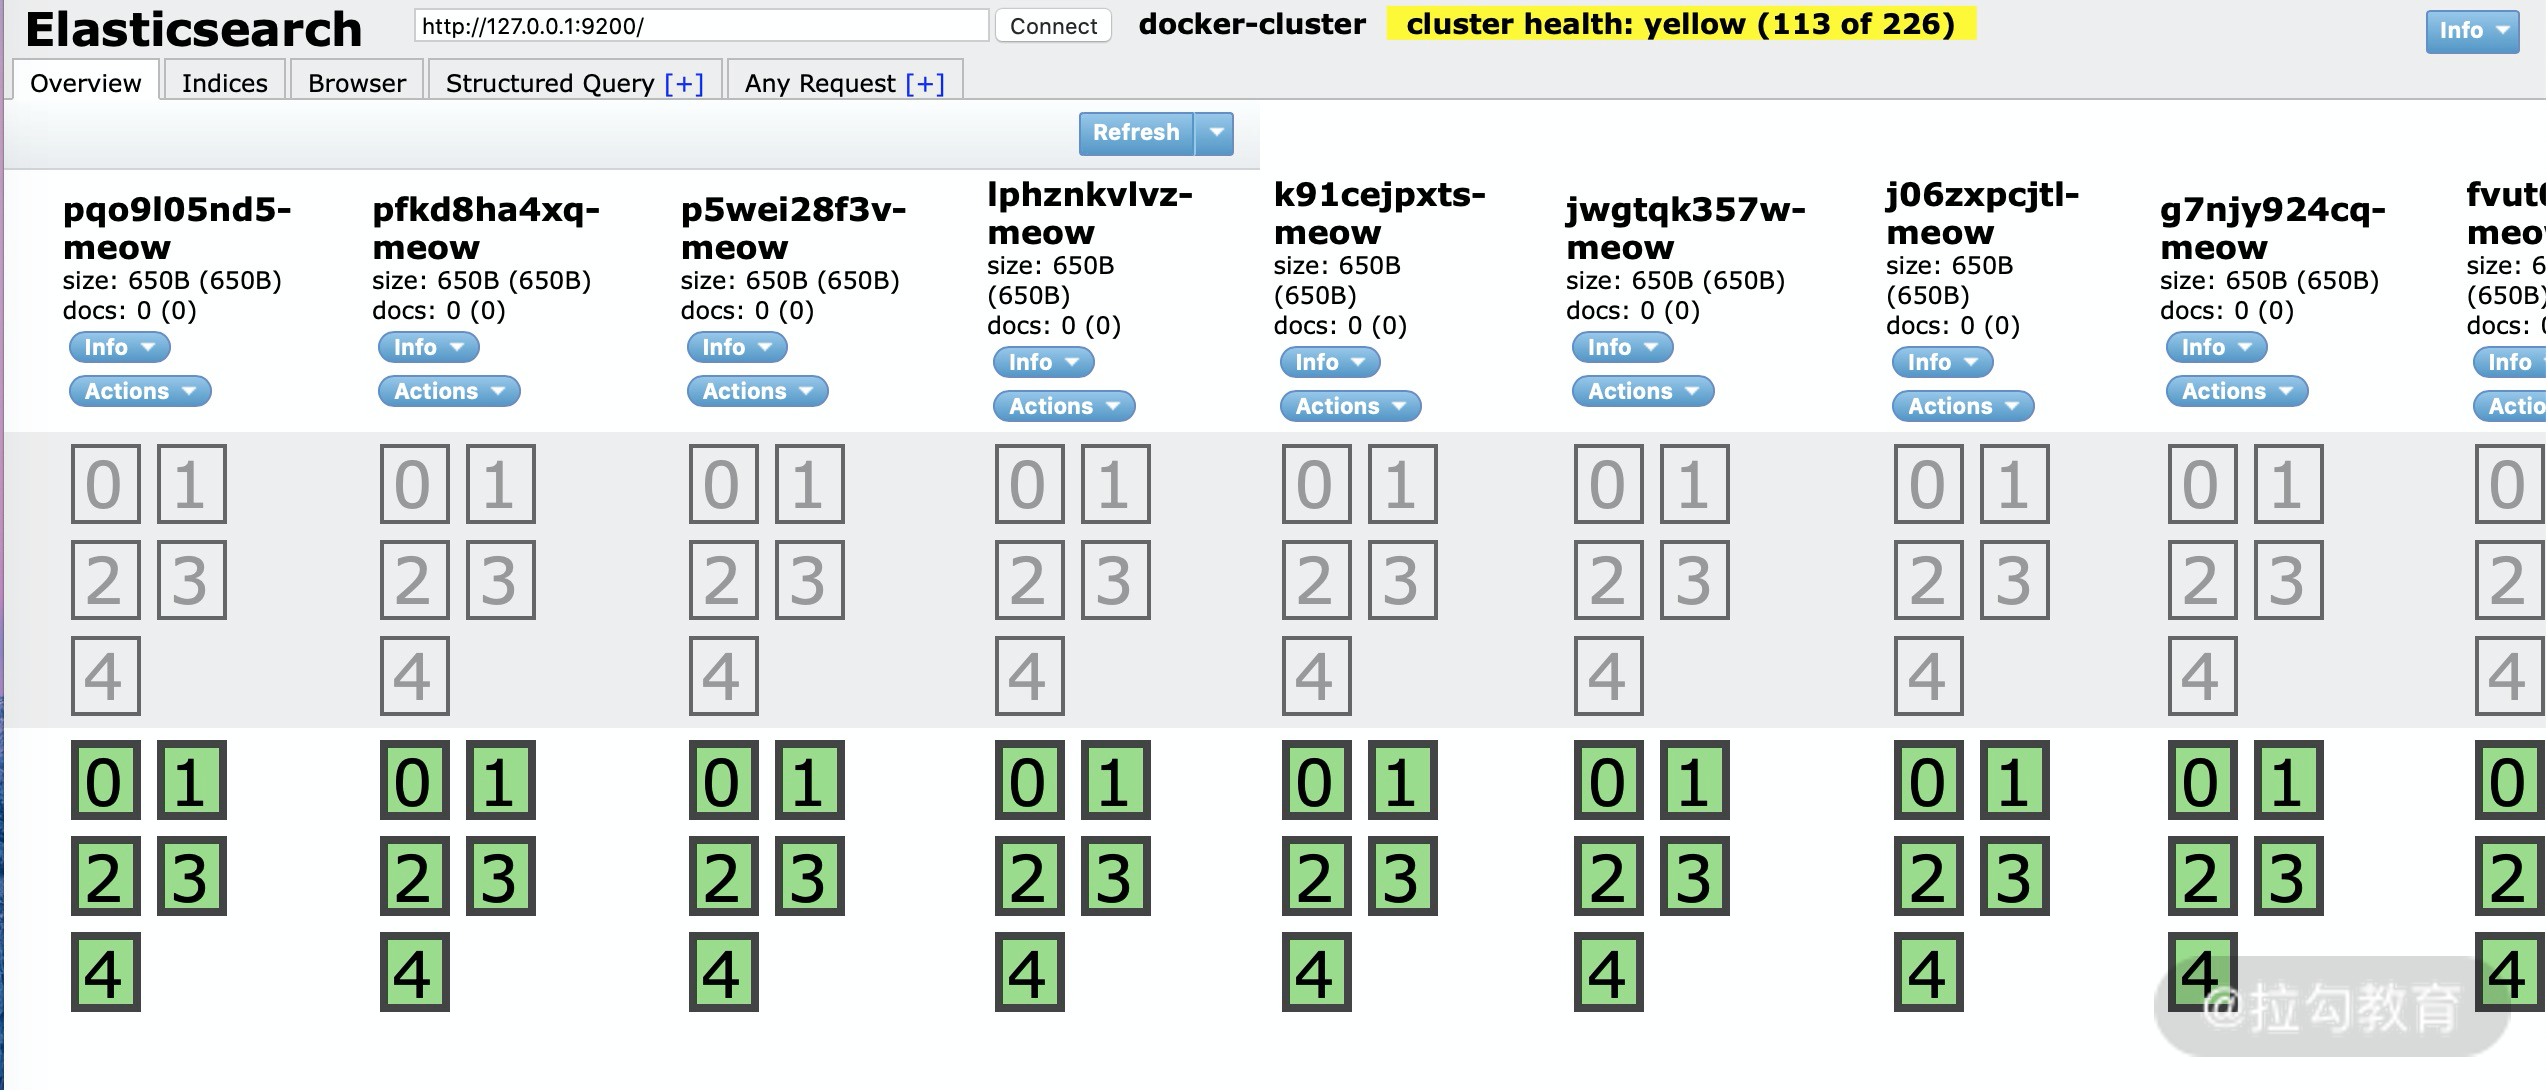 Elasticsearch
http://127.0.0.1:9200/
Connect
docker-cluster
cluster health: yellow (113 of 226)
Info
Overview
Indices
Browser
Structured Query [+]
Any Request [+]
Refresh
pqo9l05nd5-
meow
size: 650B (650B)
docs: 0 (0)
Info
Actions
pfkd8ha4xq-
meow
size: 650B (650B)
docs: 0 (0)
Info
Actions
p5wei28f3v-
meow
size: 650B (650B)
docs: 0 (0)
Info
Actions
lphznkvlvz-
meow
size: 650B
(650B)
docs: 0 (0)
Info
Actions
k91cejpxts-
meow
size: 650B
(650B)
docs: 0 (0)
Info
Actions
jwgtqk357w-
meow
size: 650B (650B)
docs: 0 (0)
Info
Actions
j06zxpcjtl-
meow
size: 650B
(650B)
docs: 0 (0)
Info
Actions
g7njy924cq-
meow
size: 650B (650B)
docs: 0 (0)
Info
Actions
size:
(650B)
docs:
Info
0 1 0 1 0 1 0 1 0 1 0 1 0 1 0 1 0
2 3 2 3 2 3 2 3 2 3 2 3 2 3 2 3 2
4 4 4 4 4 4 4 4 4
0 1 0 1 0 1 0 1 0 1 0 1 0 1 0 1 0
2 3 2 3 2 3 2 3 2 3 2 3 2 3 2 3 2
4 4 4 4 4 4 4 4 4
@拉勾教育